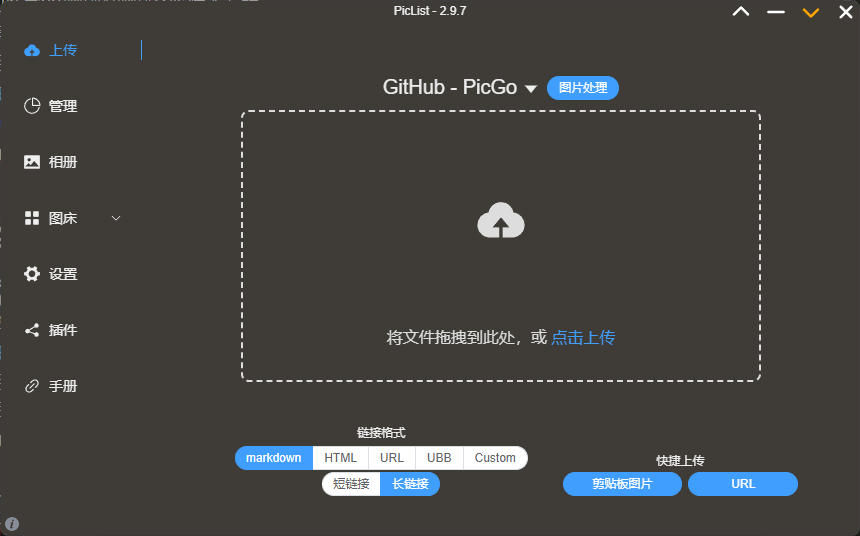 PicList - 2.9.7
上传
管理
相册
图床
设置
插件
手册
GitHub - PicGo
图片处理
将文件拖拽到此处，或 点击上传
链接格式
markdown HTML URL UBB Custom
短链接 长链接
快捷上传
剪贴板图片 URL